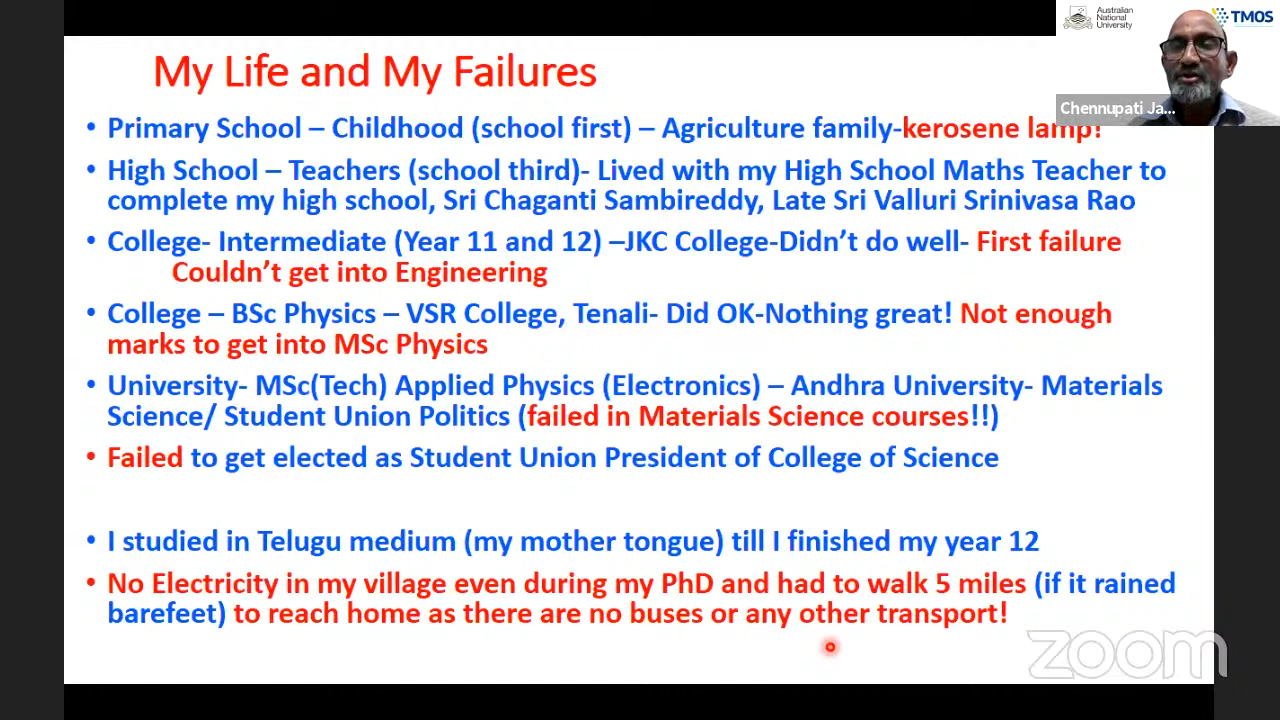 Australian
National
University
TMOS
Chennupati Ja...
My Life and My Failures
• Primary School – Childhood (school first) – Agriculture family-kerosene lamp!
• High School – Teachers (school third)- Lived with my High School Maths Teacher to
complete my high school, Sri Chaganti Sambireddy, Late Sri Valluri Srinivasa Rao
• College- Intermediate (Year 11 and 12) –JKC College-Didn't do well- First failure
Couldn't get into Engineering
• College – BSc Physics – VSR College, Tenali- Did OK-Nothing great! Not enough
marks to get into MSc Physics
• University- MSc(Tech) Applied Physics (Electronics) – Andhra University- Materials
Science/ Student Union Politics (failed in Materials Science courses!!)
• Failed to get elected as Student Union President of College of Science
• I studied in Telugu medium (my mother tongue) till I finished my year 12
• No Electricity in my village even during my PhD and had to walk 5 miles (if it rained
barefeet) to reach home as there are no buses or any other transport!
zoom